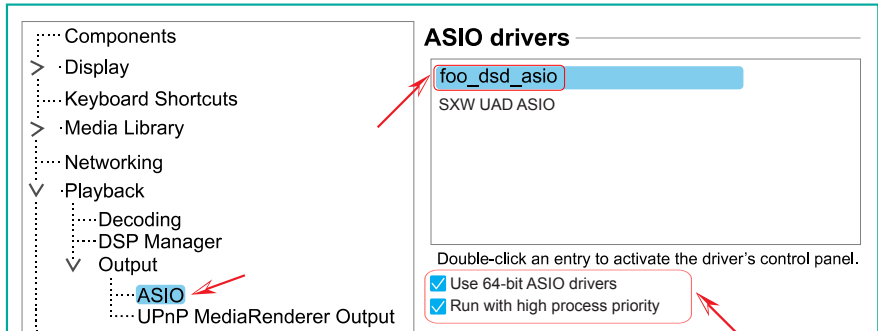 Components
Display
Keyboard Shortcuts
Media Library
Networking
Playback
Decoding
DSP Manager
Output
ASIO
UPnP MediaRenderer Output
ASIO drivers
foo_dsd_asio
SXW UAD ASIO
Double-click an entry to activate the driver's control panel.
Use 64-bit ASIO drivers
Run with high process priority